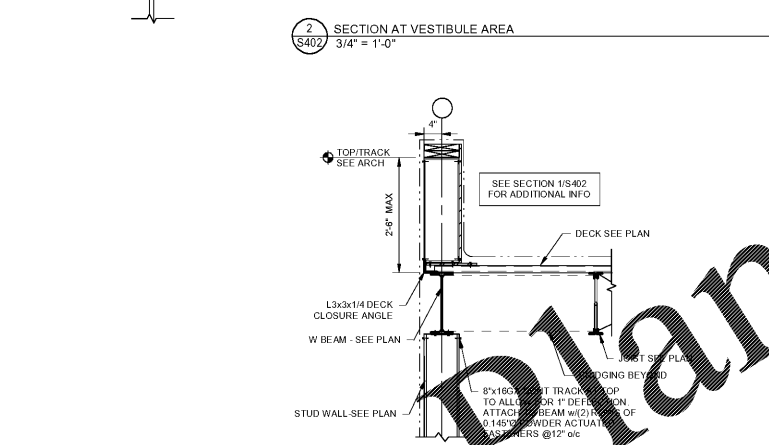 2
S402
SECTION AT VESTIBULE AREA
3/4" = 1'-0"
4"
TOP/TRACK
SEE ARCH
2'-6" MAX
SEE SECTION 1/S402
FOR ADDITIONAL INFO
DECK SEE PLAN
L3x3x1/4 DECK
CLOSURE ANGLE
W BEAM - SEE PLAN
JOIST SEE PLAN
BEYOND
8"x16GA TRACK TOP
TO ALLOW FOR 1" DEFLECTION.
ATTACH TO BEAM w/(2) ROWS OF
0.145"Ø POWDER ACTUATED
FASTENERS @12" o/c
STUD WALL-SEE PLAN
Plan